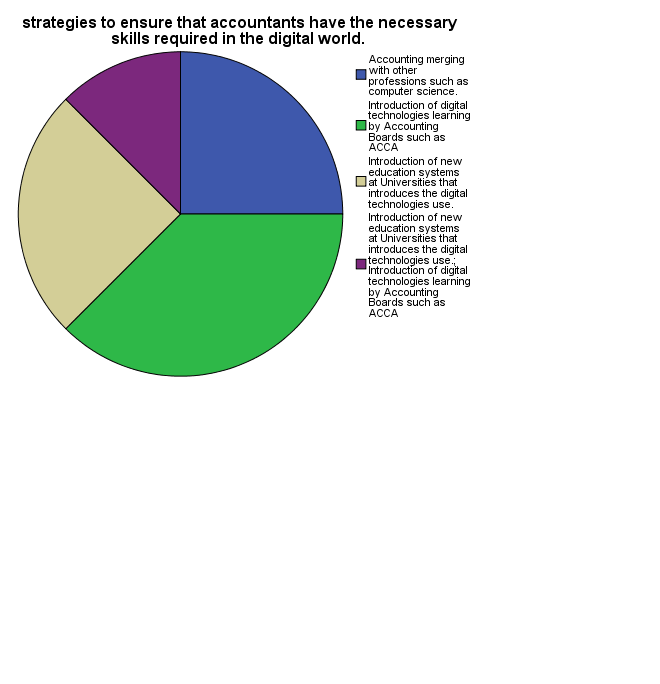 strategies to ensure that accountants have the necessary
skills required in the digital world.
Accounting merging
with other
professions such as
computer science.
Introduction of digital
technologies learning
by Accounting
Boards such as
ACCA
Introduction of new
education systems
at Universities that
introduces the digital
technologies use.
Introduction of new
education systems
at Universities that
introduces the digital
technologies use.;
Introduction of digital
technologies learning
by Accounting
Boards such as
ACCA